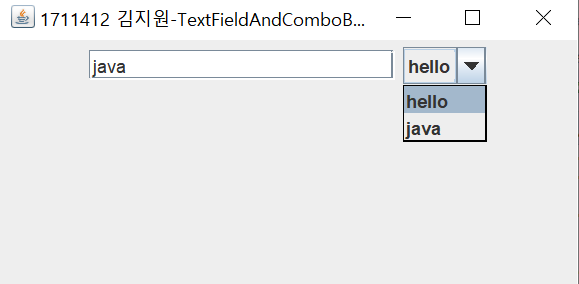 1711412 김지원-TextFieldAndComboB...
java
hello
hello
java